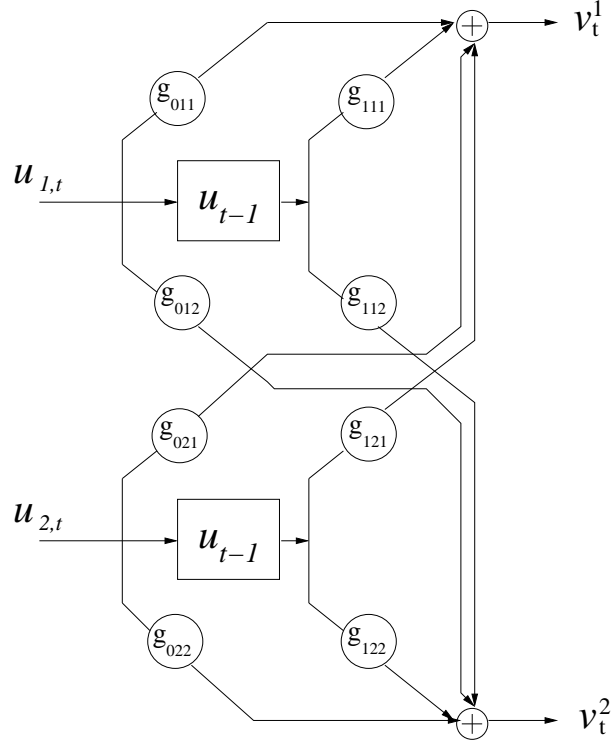 + v_t^1
g_011 g_111
u_1,t u_t−1
g_012 g_112
g_021 g_121
u_2,t u_t−1
g_022 g_122
+ v_t^2